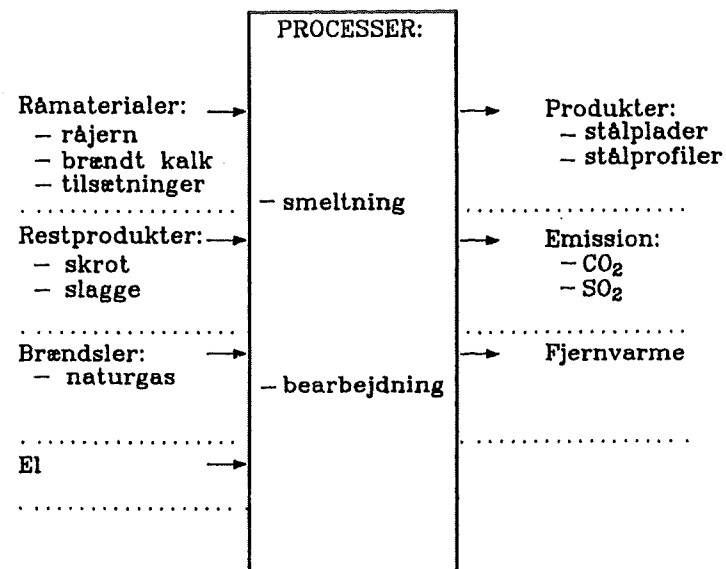 PROCESSER:
Råmaterialer:
— råjern
— brændt kalk
— tilsætninger
Restprodukter:
— skrot
— slagge
Brændsler:
— naturgas
El
— smeltning
— bearbejdning
Produkter:
— stålplader
— stålprofiler
Emission:
— CO₂
— SO₂
Fjernvarme